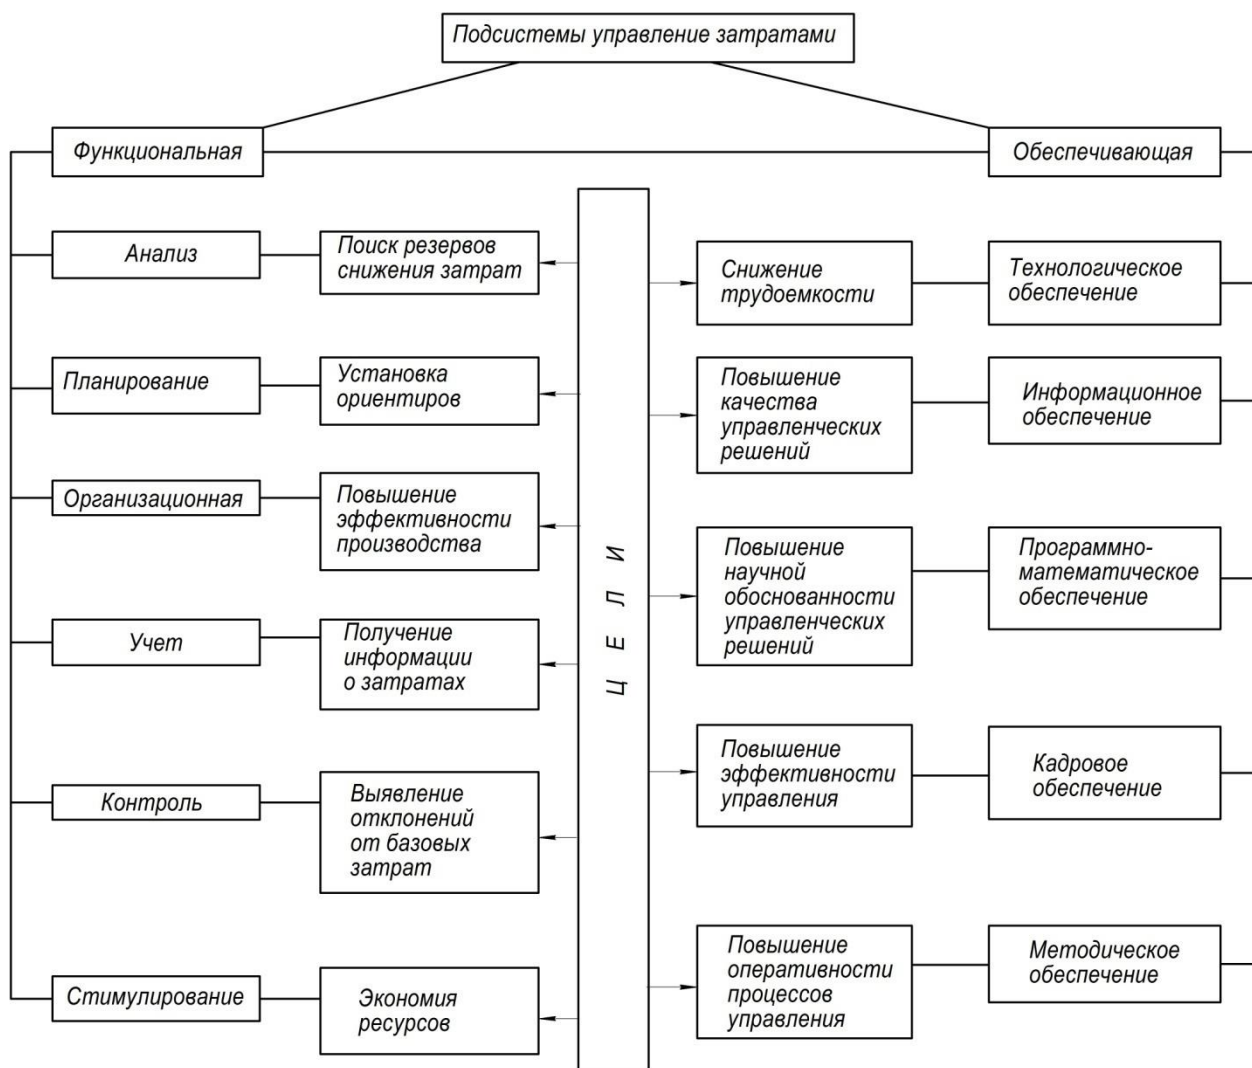 Подсистемы управление затратами
Функциональная
Обеспечивающая
Анализ
Поиск резервов
снижения затрат
Снижение
трудоемкости
Технологическое
обеспечение
Планирование
Установка
ориентиров
Повышение
качества
управленческих
решений
Информационное
обеспечение
Организационная
Повышение
эффективности
производства
Повышение
научной
обоснованности
управленческих
решений
Программно-
математическое
обеспечение
Учет
Получение
информации
о затратах
ЦЕЛИ
Контроль
Выявление
отклонений
от базовых
затрат
Повышение
эффективности
управления
Кадровое
обеспечение
Стимулирование
Экономия
ресурсов
Повышение
оперативности
процессов
управления
Методическое
обеспечение